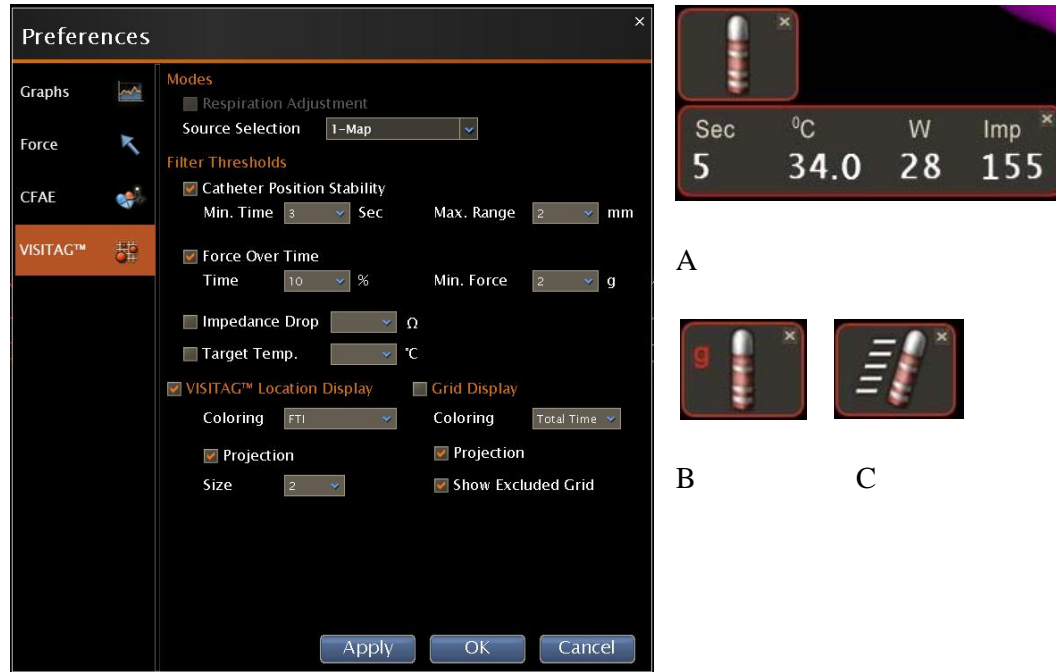 Preferences
×
Graphs
Force
CFAE
VISITAG™
Modes
Respiration Adjustment
Source Selection 1-Map
Filter Thresholds
Catheter Position Stability
Min. Time 3 Sec Max. Range 2 mm
Force Over Time
Time 10 % Min. Force 2 g
Impedance Drop Ω
Target Temp. ℃
VISITAG™ Location Display Grid Display
Coloring FTI Coloring Total Time
Projection Projection
Size 2 Show Excluded Grid
Apply OK Cancel
×
Sec ⁰C W Imp ×
5 34.0 28 155
A
g × ×
B C